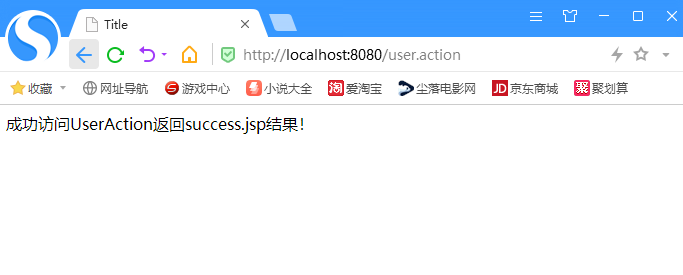 Title
http://localhost:8080/user.action
收藏 网址导航 游戏中心 小说大全 淘 爱淘宝 尘落电影网 JD 京东商城 聚 聚划算
成功访问UserAction返回success.jsp结果!